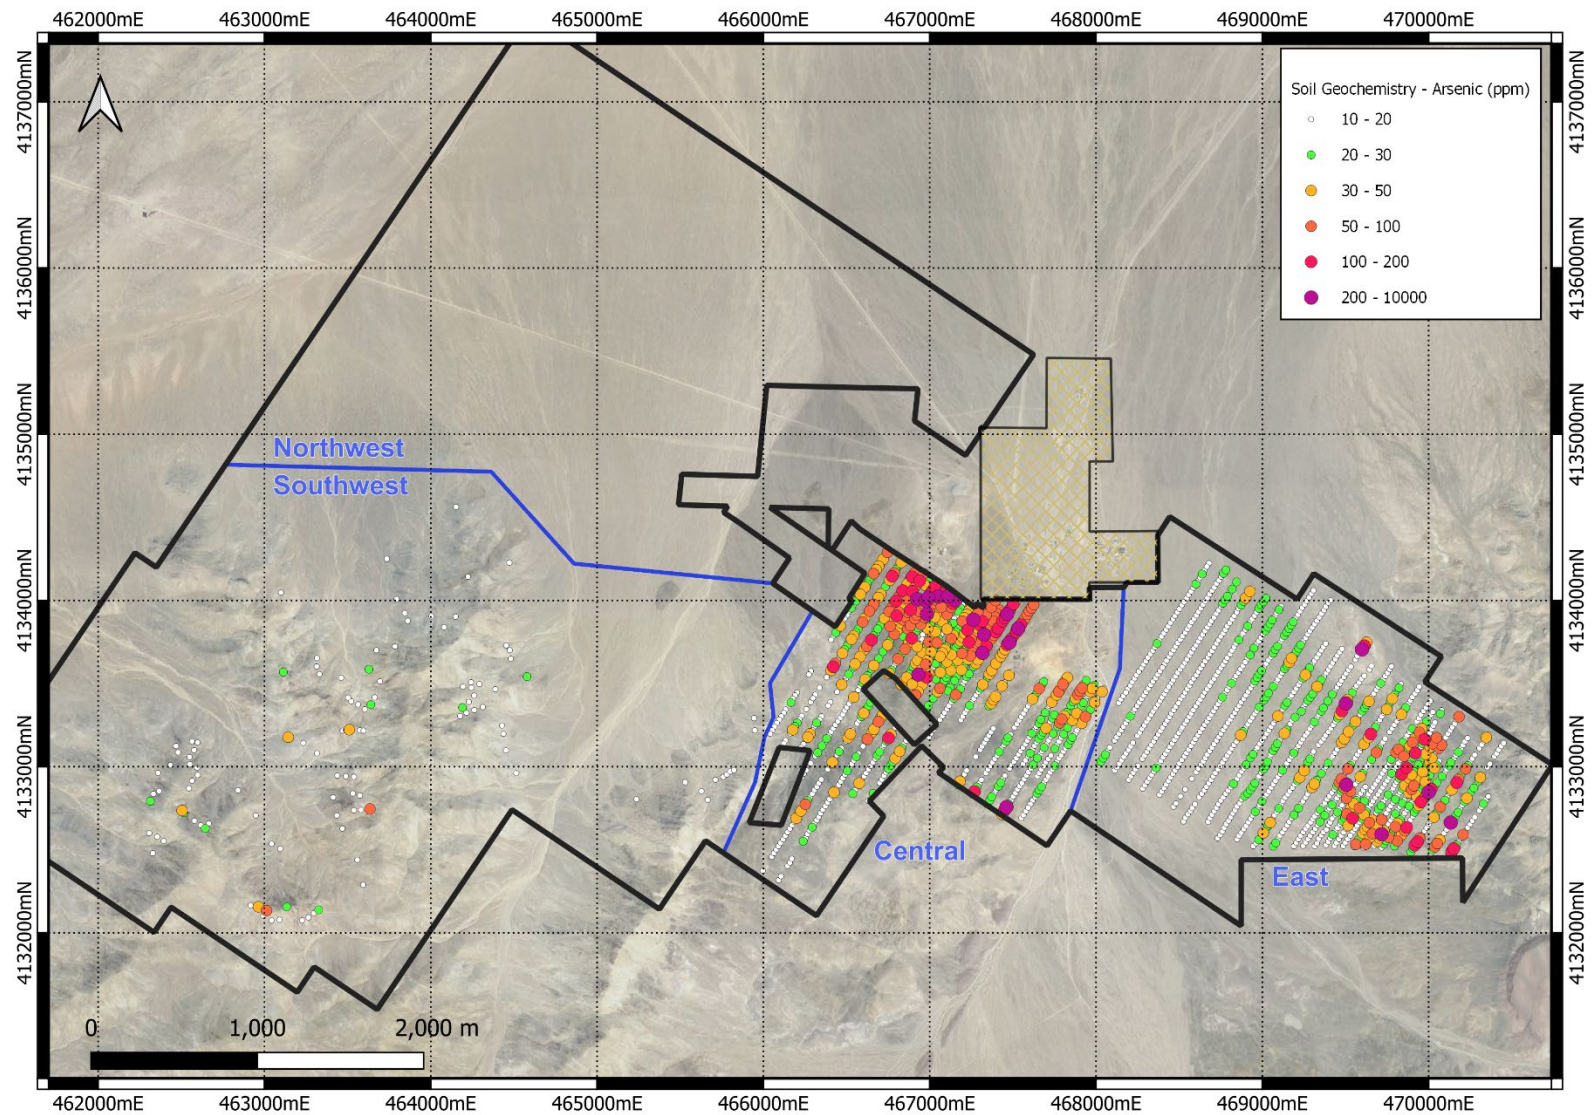 462000mE 463000mE 464000mE 465000mE 466000mE 467000mE 468000mE 469000mE 470000mE
4137000mN
4137000mN
Soil Geochemistry - Arsenic (ppm)
10 - 20
20 - 30
30 - 50
50 - 100
100 - 200
200 - 10000
4136000mN
4136000mN
4135000mN
4135000mN
Northwest
Southwest
4134000mN
4134000mN
4133000mN
4133000mN
Central
East
4132000mN
4132000mN
0 1,000 2,000 m
462000mE 463000mE 464000mE 465000mE 466000mE 467000mE 468000mE 469000mE 470000mE